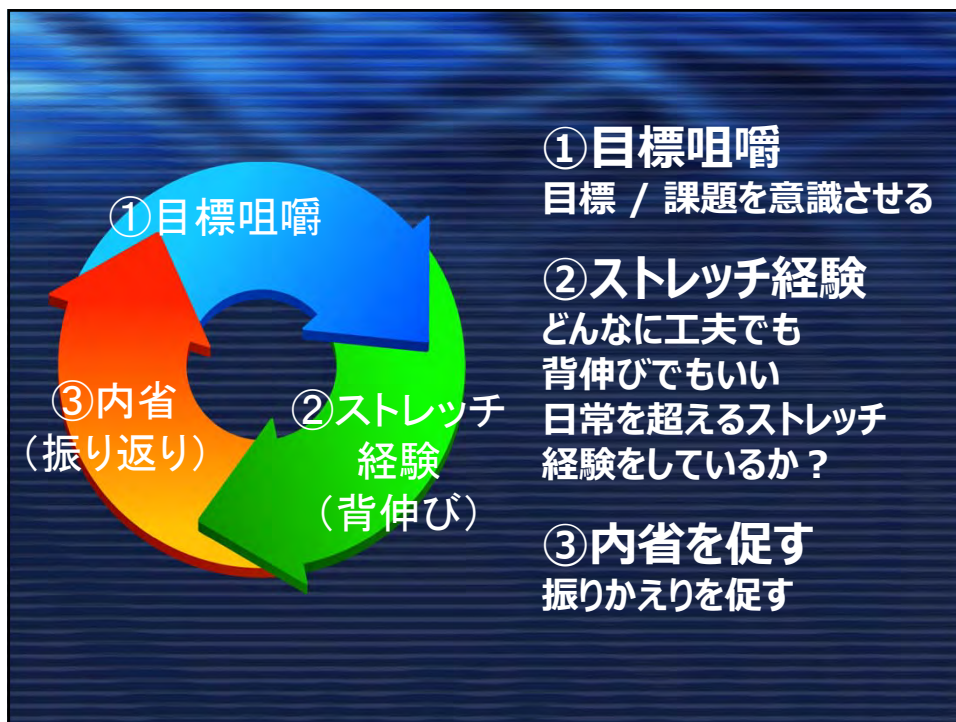 ①目標咀嚼
②ストレッチ
経験
（背伸び）
③内省
（振り返り）
①目標咀嚼
目標 / 課題を意識させる
②ストレッチ経験
どんなに工夫でも
背伸びでもいい
日常を超えるストレッチ
経験をしているか？
③内省を促す
振りかえりを促す